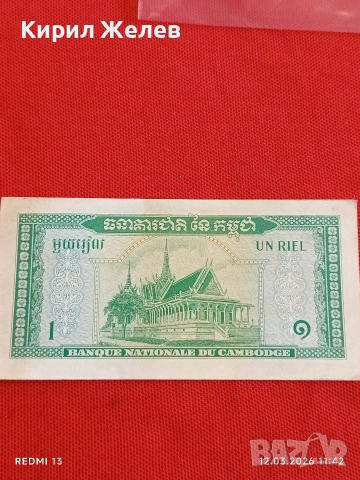 Кирил Желев
ធនាគារជាតិនៃកម្ពុជា
មួយរៀល
UN RIEL
1
១
BANQUE NATIONALE DU CAMBODGE
REDMI 13
12.03.2026 11:42
BAZAR